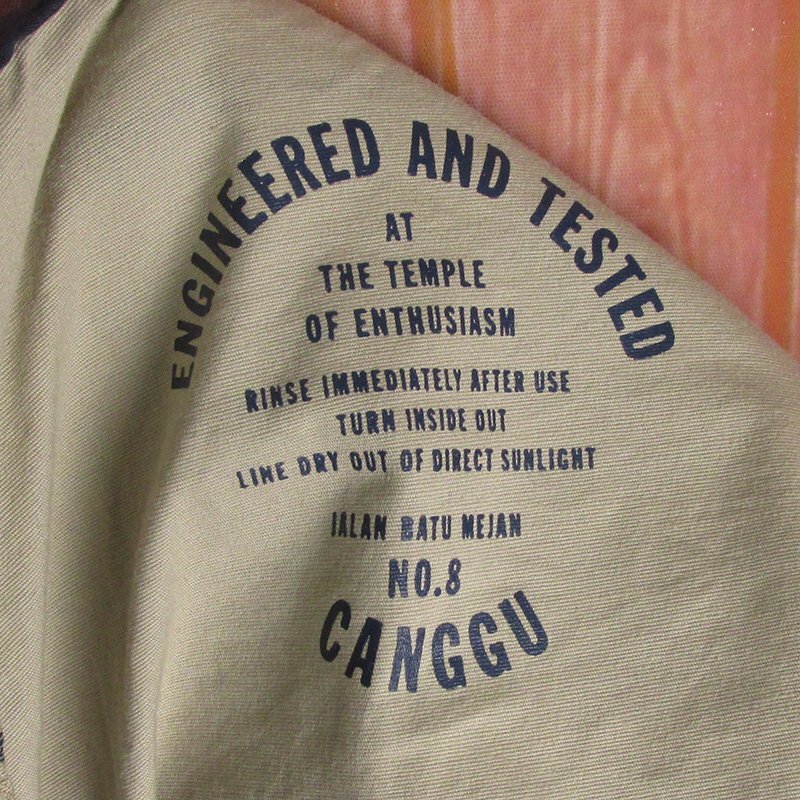 ENGINEERED AND TESTED
AT
THE TEMPLE
OF ENTHUSIASM
RINSE IMMEDIATELY AFTER USE
TURN INSIDE OUT
LINE DRY OUT OF DIRECT SUNLIGHT
JALAN BATU MEJAN
NO.8
CANGGU